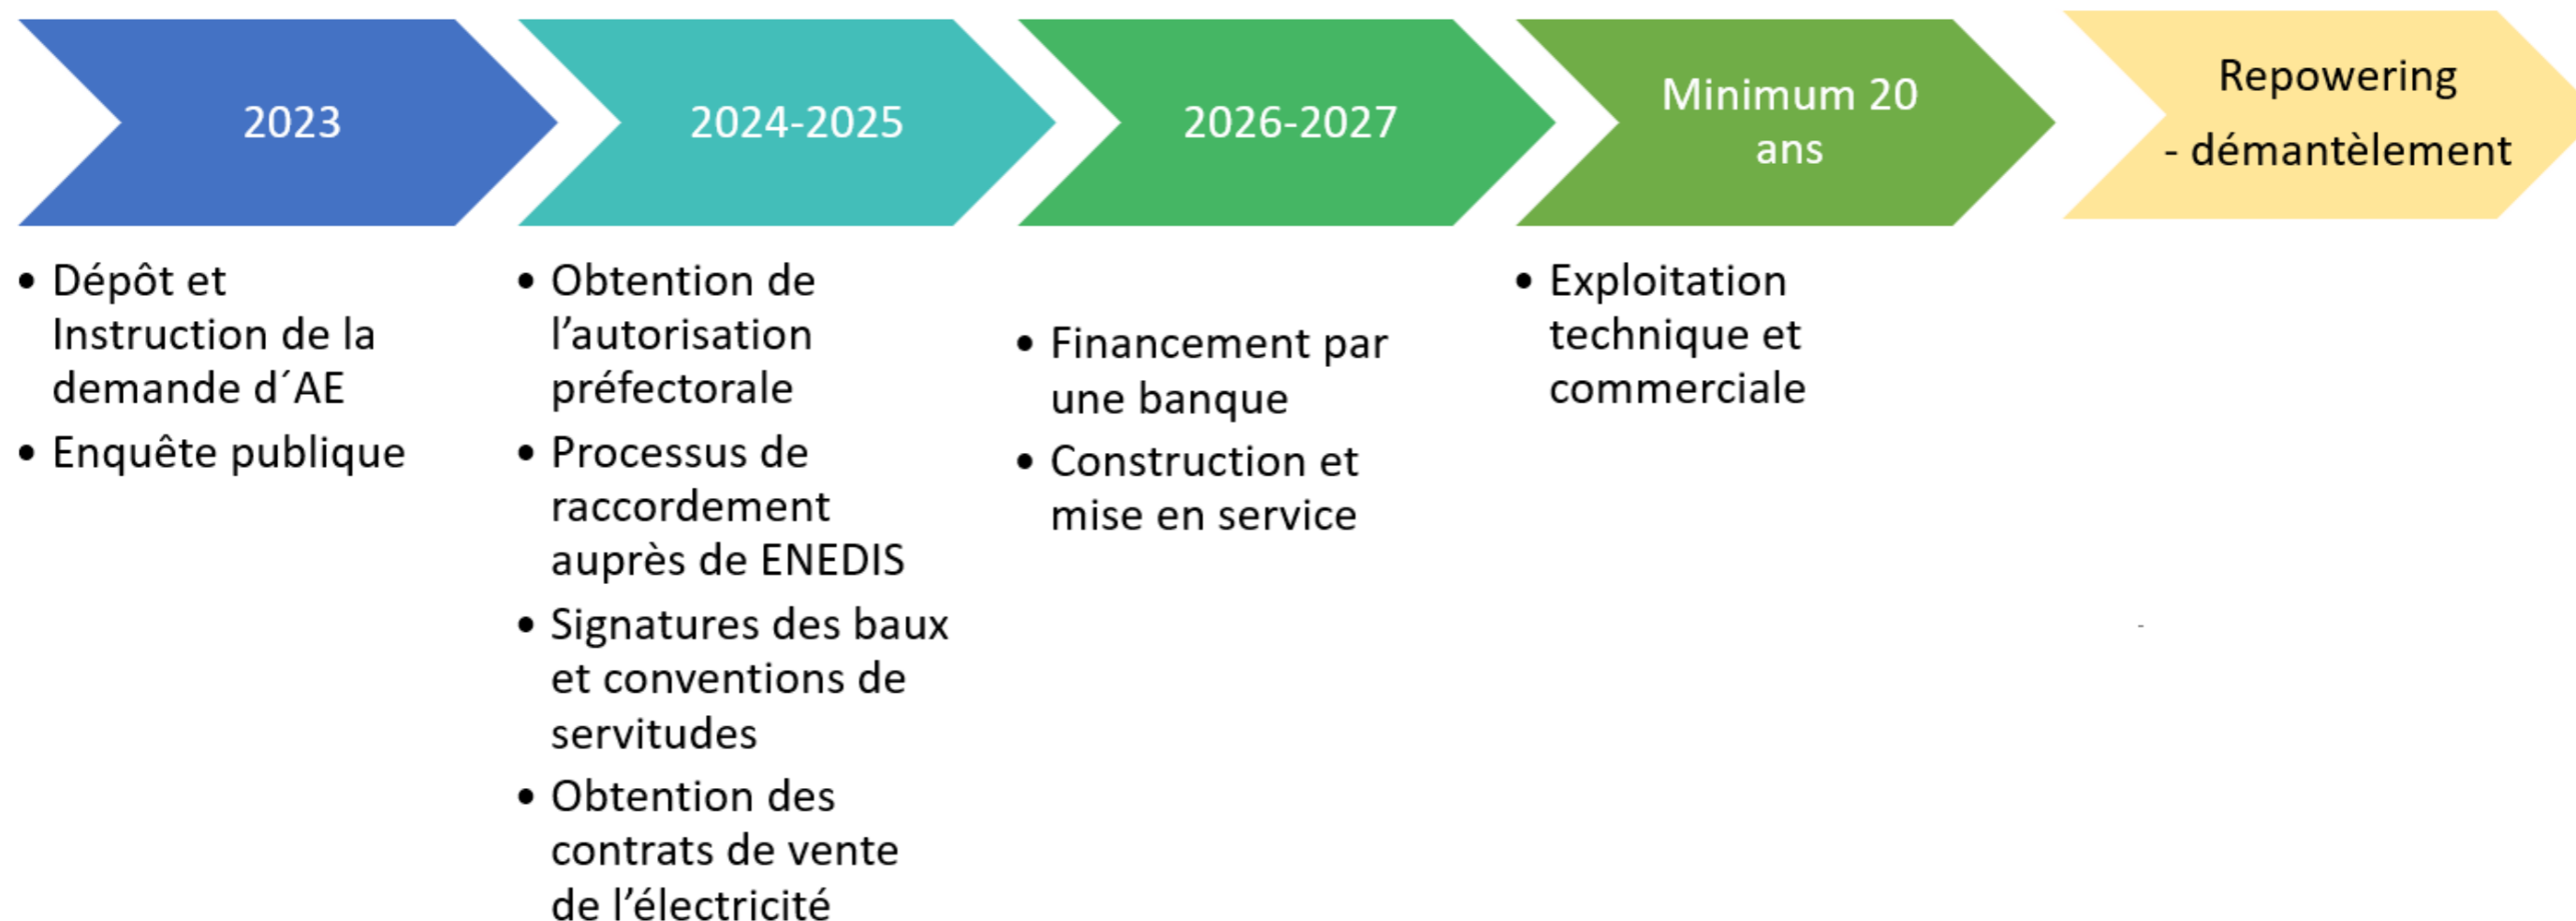 2023
• Dépôt et
Instruction de la
demande d´AE
• Enquête publique
2024-2025
• Obtention de
l’autorisation
préfectorale
• Processus de
raccordement
auprès de ENEDIS
• Signatures des baux
et conventions de
servitudes
• Obtention des
contrats de vente
de l’électricité
2026-2027
• Financement par
une banque
• Construction et
mise en service
Minimum 20
ans
• Exploitation
technique et
commerciale
Repowering
- démantèlement
-